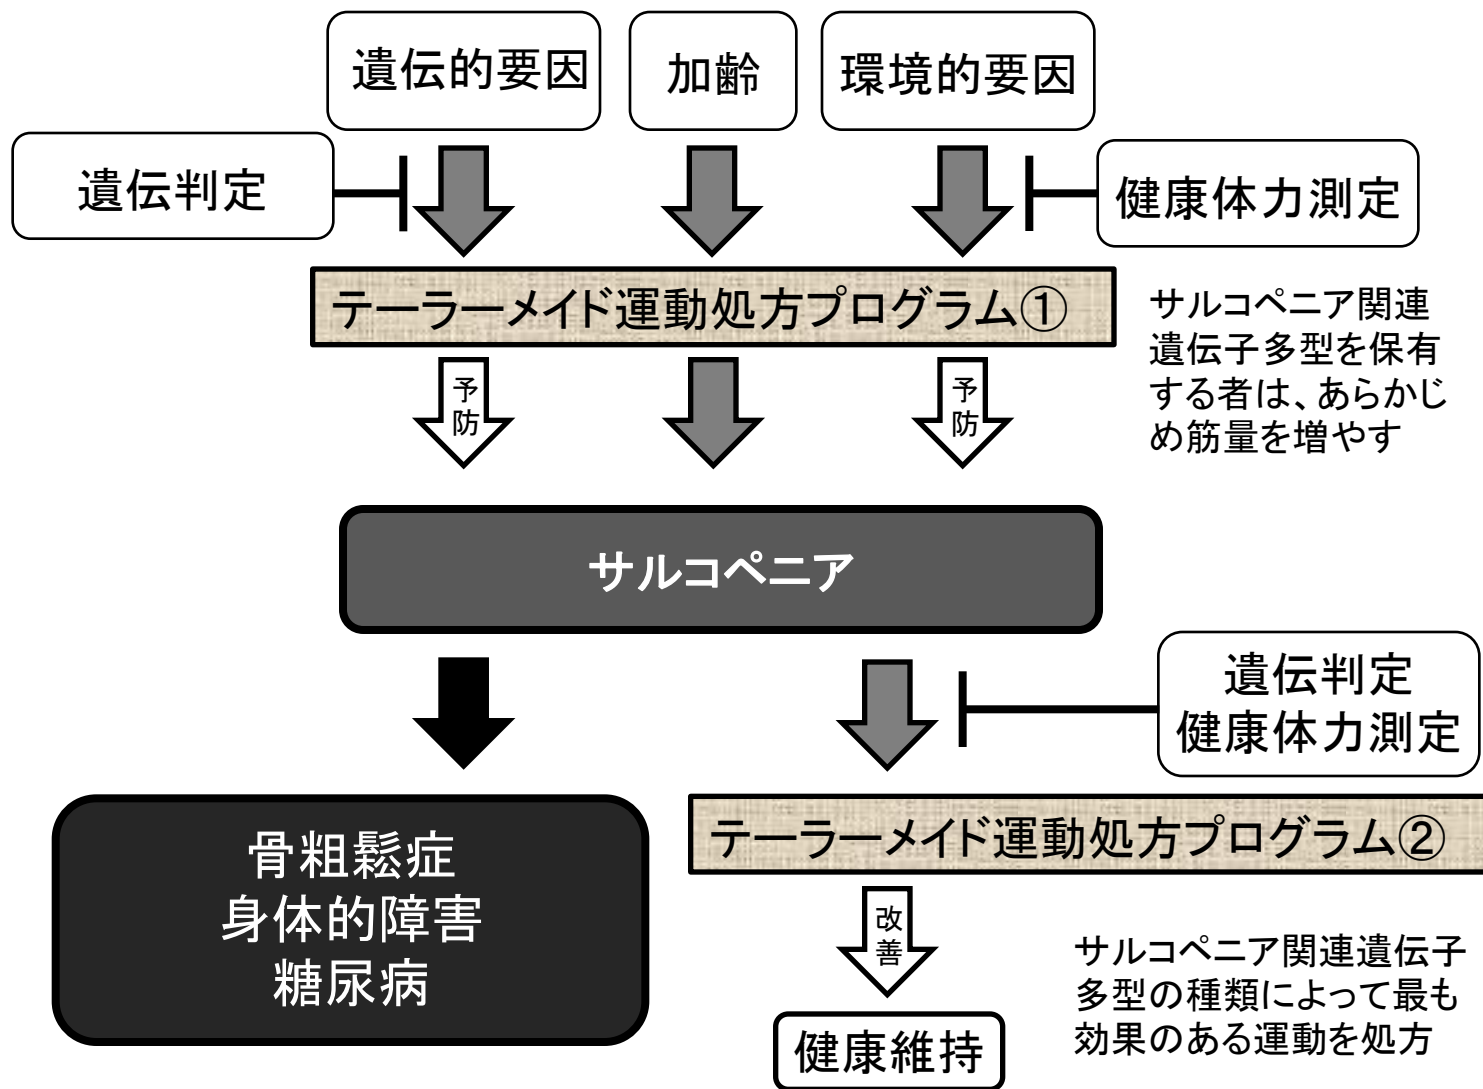 遺伝的要因
加齢
環境的要因
遺伝判定
健康体力測定
テーラーメイド運動処方プログラム①
サルコペニア関連
遺伝子多型を保有
する者は、あらかじ
め筋量を増やす
予
防
予
防
サルコペニア
遺伝判定
健康体力測定
骨粗鬆症
身体的障害
糖尿病
テーラーメイド運動処方プログラム②
改
善
サルコペニア関連遺伝子
多型の種類によって最も
効果のある運動を処方
健康維持